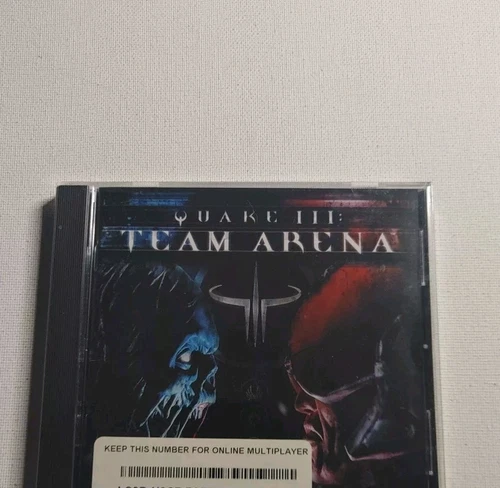 QUAKE III:
TEAM ARENA
KEEP THIS NUMBER FOR ONLINE MULTIPLAYER